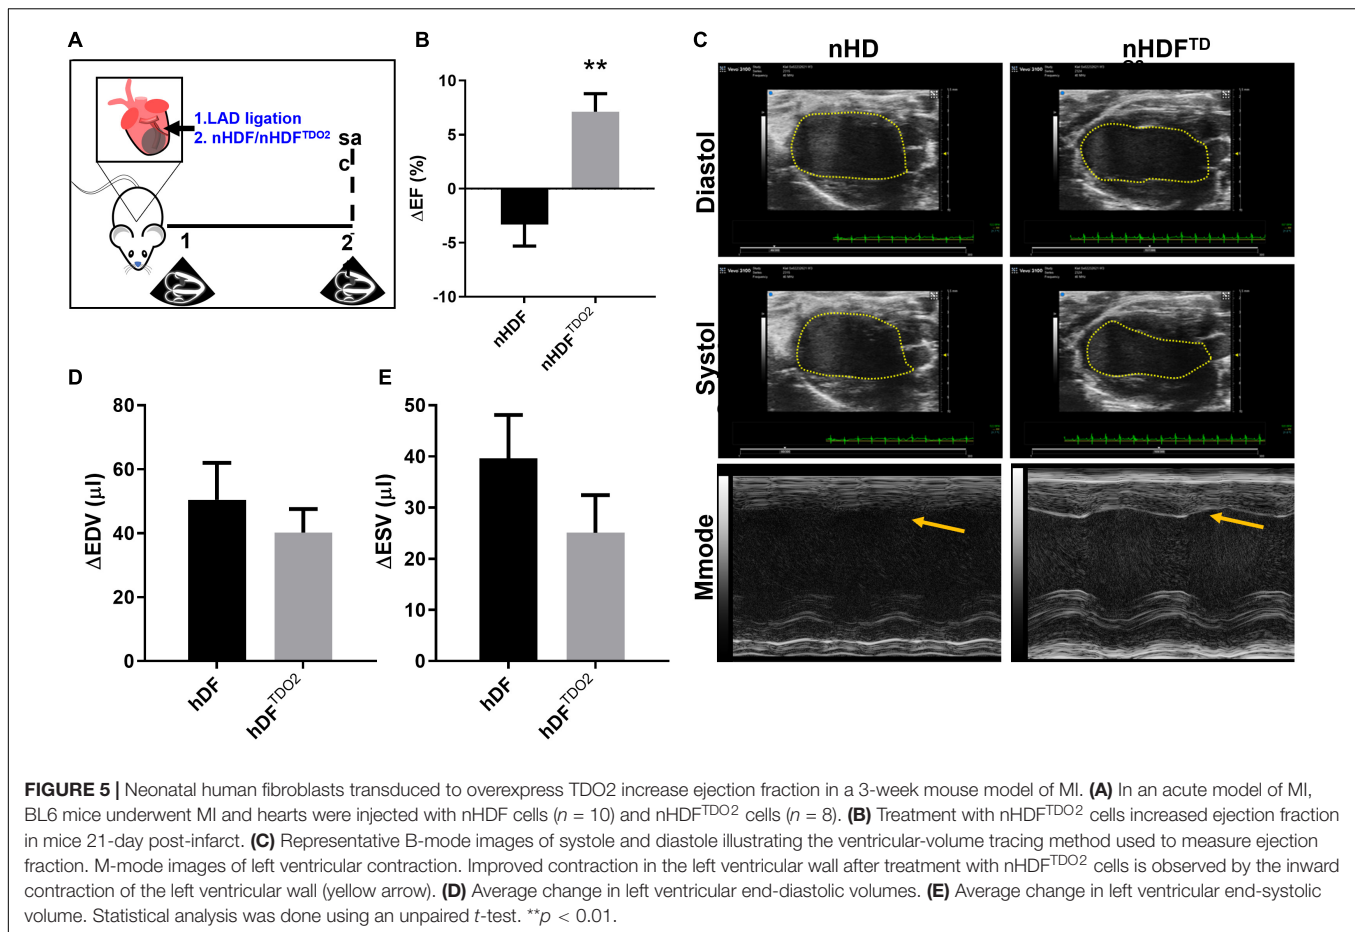 A
1.LAD ligation
2. nHDF/nHDF^TDO2
sa
c
1
2
B
**
ΔEF (%)
10
5
0
-5
-10
nHDF
nHDF^TDO2
C
nHD
nHDF^TD
Diastol
Vevo 3100
Vevo 3100
Systol
Vevo 3100
Vevo 3100
Mmode
D
ΔEDV (µl)
80
60
40
20
0
hDF
hDF^TDO2
E
ΔESV (µl)
50
40
30
20
10
0
hDF
hDF^TDO2
FIGURE 5 | Neonatal human fibroblasts transduced to overexpress TDO2 increase ejection fraction in a 3-week mouse model of MI. (A) In an acute model of MI,
BL6 mice underwent MI and hearts were injected with nHDF cells (n = 10) and nHDF^TDO2 cells (n = 8). (B) Treatment with nHDF^TDO2 cells increased ejection fraction
in mice 21-day post-infarct. (C) Representative B-mode images of systole and diastole illustrating the ventricular-volume tracing method used to measure ejection
fraction. M-mode images of left ventricular contraction. Improved contraction in the left ventricular wall after treatment with nHDF^TDO2 cells is observed by the inward
contraction of the left ventricular wall (yellow arrow). (D) Average change in left ventricular end-diastolic volumes. (E) Average change in left ventricular end-systolic
volume. Statistical analysis was done using an unpaired t-test. **p < 0.01.